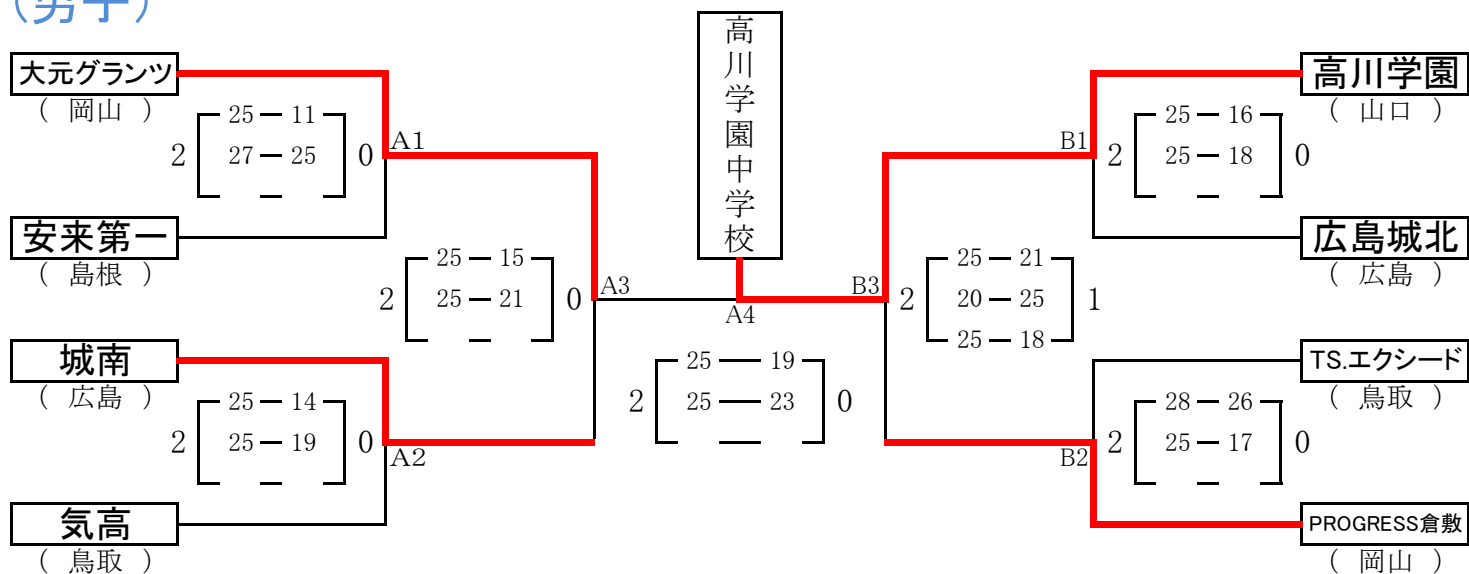 （男子）
高川学園中学校
大元グランツ
（ 岡山 ）
2 25 — 11 0
27 — 25
— —
A1
安来第一
（ 島根 ）
2 25 — 15 0
25 — 21
— —
A3
城南
（ 広島 ）
2 25 — 14 0
25 — 19
— —
A2
気高
（ 鳥取 ）
A4
2 25 — 19 0
25 — 23
— —
高川学園
（ 山口 ）
B1
2 25 — 16 0
25 — 18
— —
広島城北
（ 広島 ）
B3
2 25 — 21 1
20 — 25
25 — 18
TS.エクシード
（ 鳥取 ）
B2
2 28 — 26 0
25 — 17
— —
PROGRESS倉敷
（ 岡山 ）